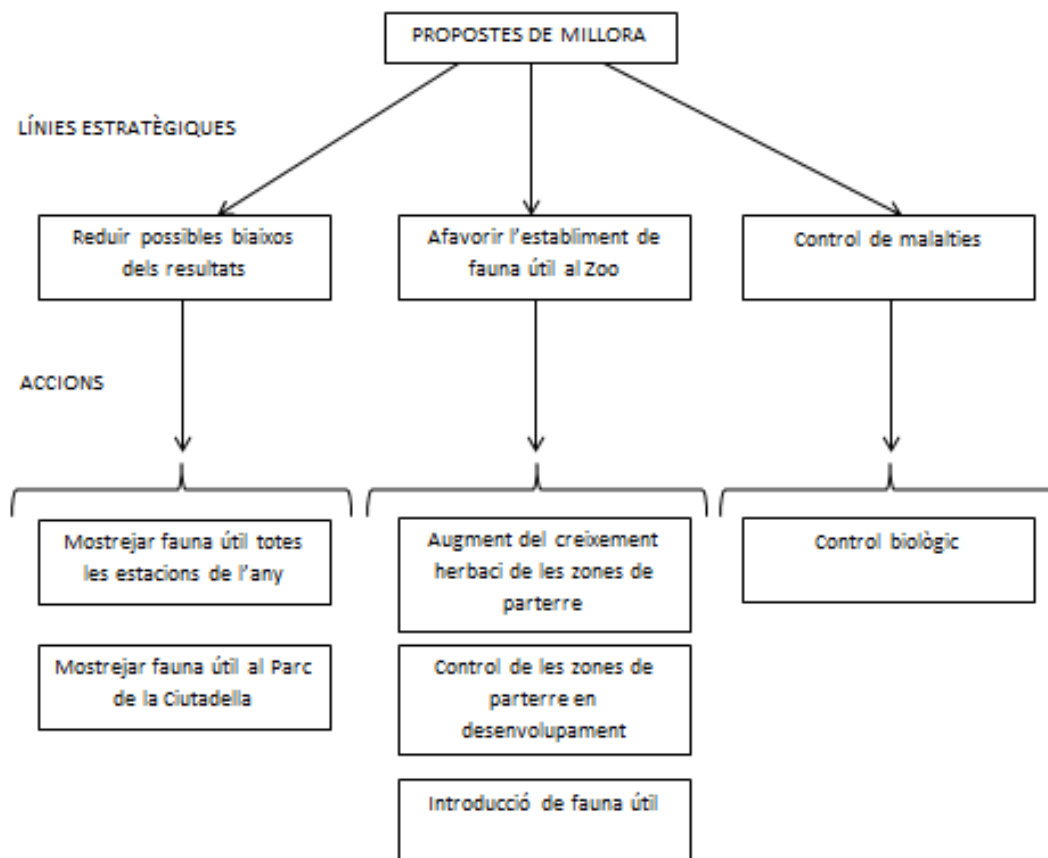 PROPOSTES DE MILLORA
LÍNIES ESTRATÈGIQUES
Reduir possibles biaixos
dels resultats
Afavorir l'establiment de
fauna útil al Zoo
Control de malalties
ACCIONS
Mostrejar fauna útil totes
les estacions de l'any
Mostrejar fauna útil al Parc
de la Ciutadella
Augment del creixement
herbaci de les zones de
parterre
Control de les zones de
parterre en
desenvolupament
Introducció de fauna útil
Control biològic